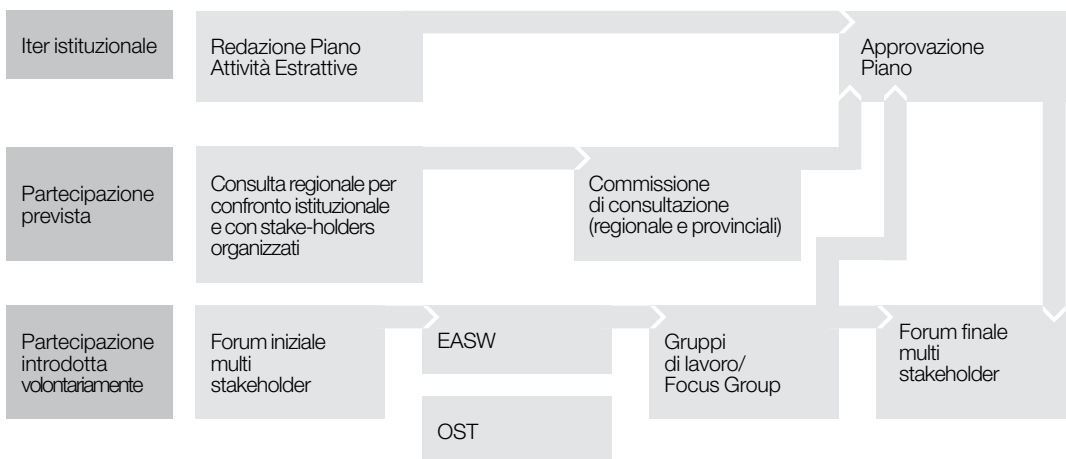 Iter istituzionale
Redazione Piano
Attività Estrattive
Approvazione
Piano
Partecipazione
prevista
Consulta regionale per
confronto istituzionale
e con stake-holders
organizzati
Commissione
di consultazione
(regionale e provinciali)
Partecipazione
introdotta
volontariamente
Forum iniziale
multi
stakeholder
EASW
OST
Gruppi
di lavoro/
Focus Group
Forum finale
multi
stakeholder